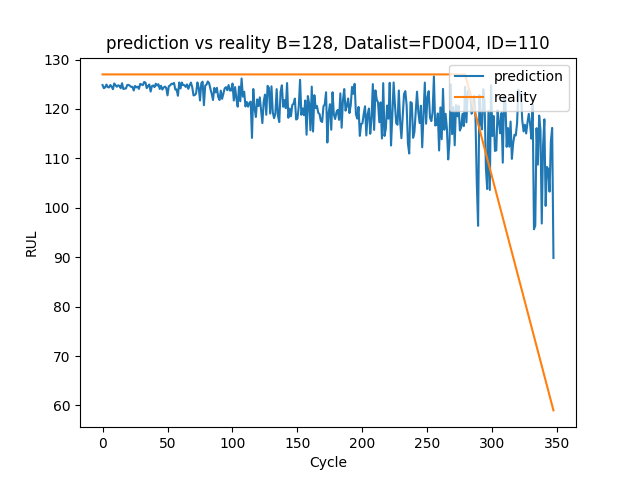 prediction vs reality B=128, Datalist=FD004, ID=110
prediction
reality
130
120
110
100
90
80
70
60
RUL
0 50 100 150 200 250 300 350
Cycle